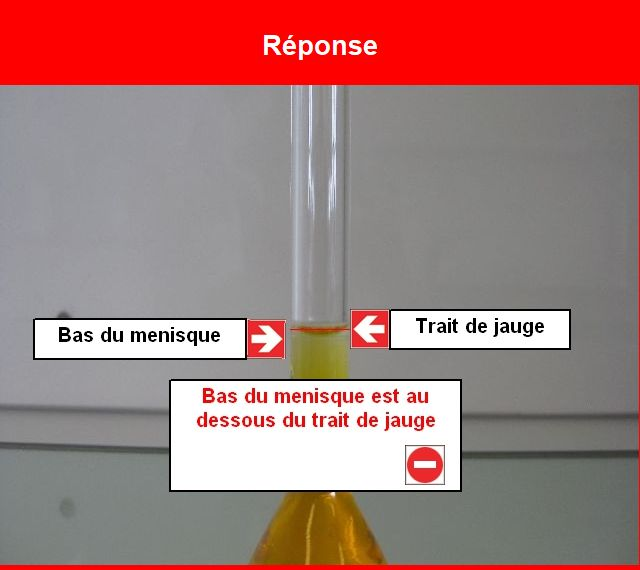 Réponse
Bas du menisque
Trait de jauge
Bas du menisque est au
dessous du trait de jauge